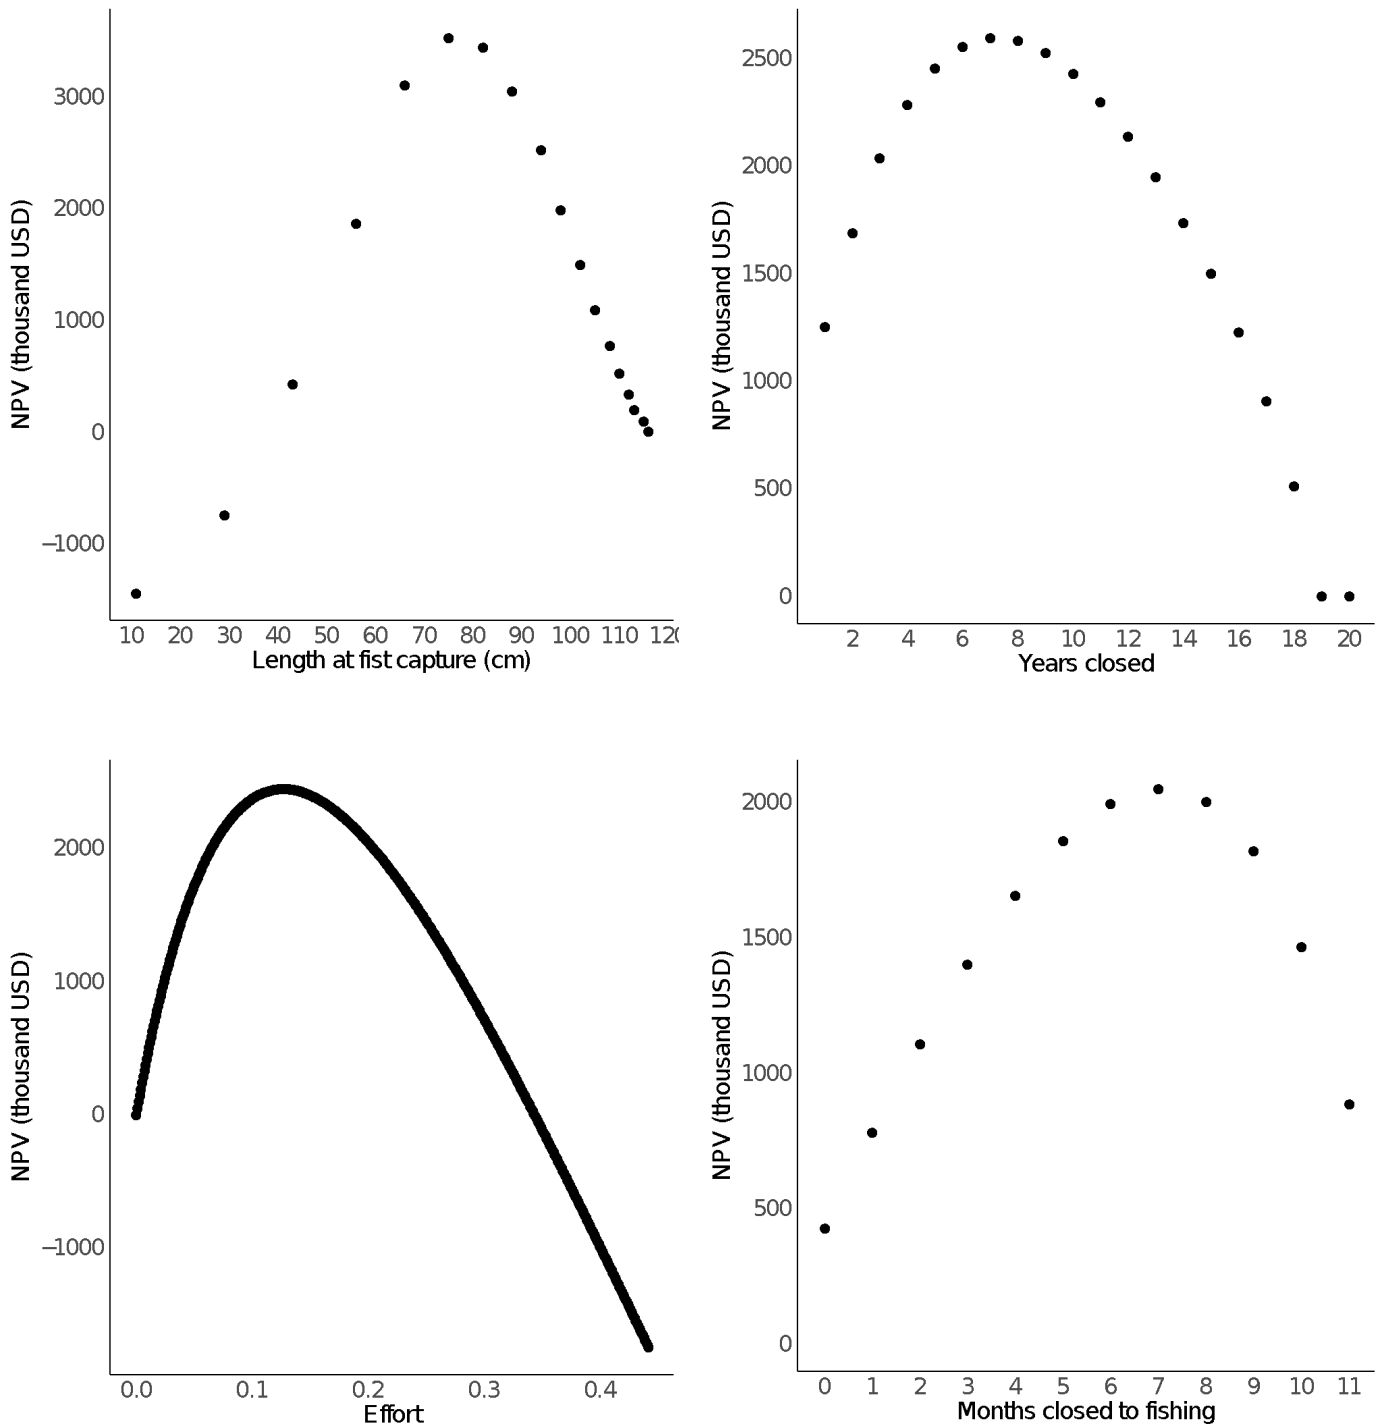 NPV (thousand USD)
3000
2000
1000
0
−1000
10 20 30 40 50 60 70 80 90 100 110 120
Length at fist capture (cm)
NPV (thousand USD)
2500
2000
1500
1000
500
0
2 4 6 8 10 12 14 16 18 20
Years closed
NPV (thousand USD)
2000
1000
0
−1000
0.0 0.1 0.2 0.3 0.4
Effort
NPV (thousand USD)
2000
1500
1000
500
0
0 1 2 3 4 5 6 7 8 9 10 11
Months closed to fishing